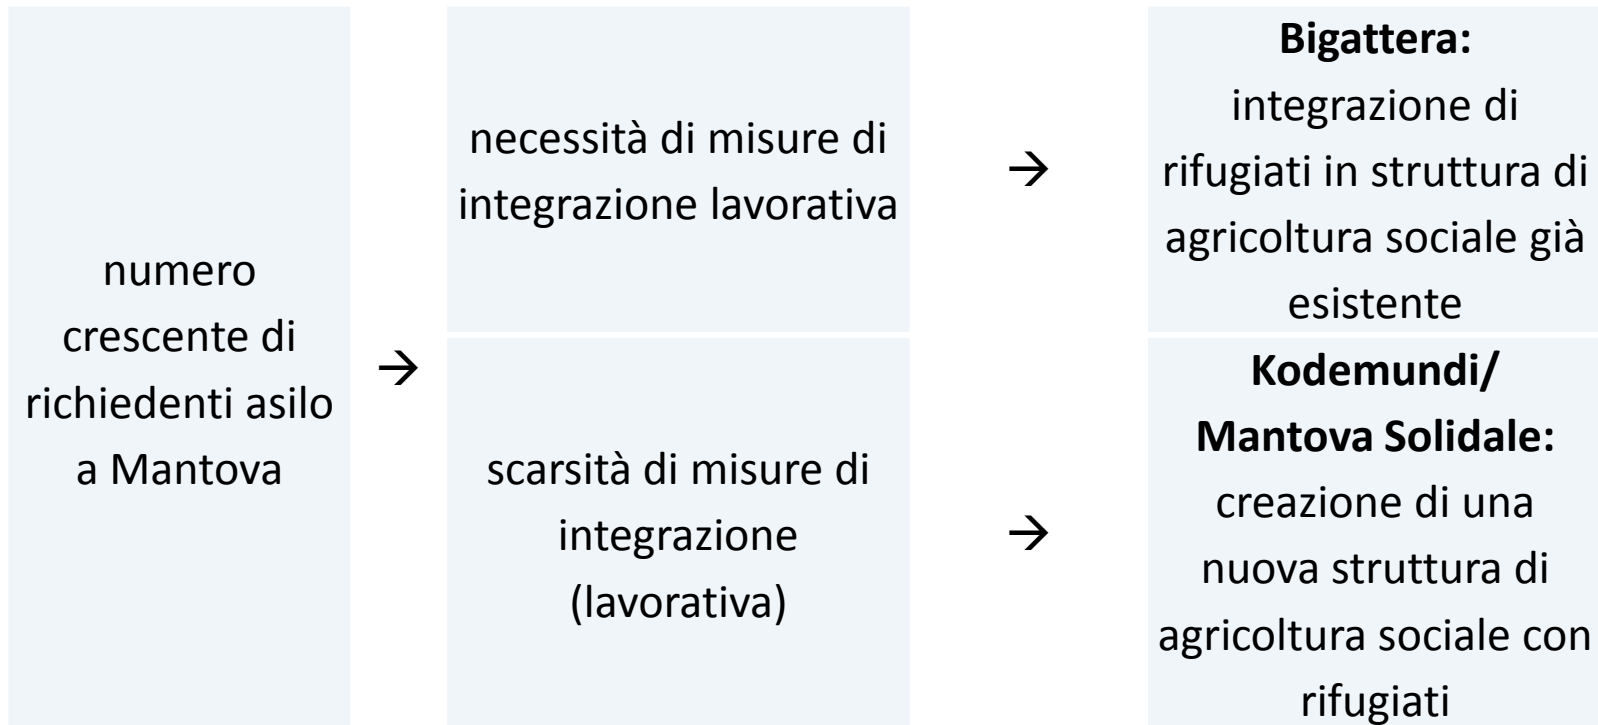 numero
crescente di
richiedenti asilo
a Mantova
→
necessità di misure di
integrazione lavorativa
→
Bigattera:
integrazione di
rifugiati in struttura di
agricoltura sociale già
esistente
scarsità di misure di
integrazione
(lavorativa)
→
Kodemundi/
Mantova Solidale:
creazione di una
nuova struttura di
agricoltura sociale con
rifugiati